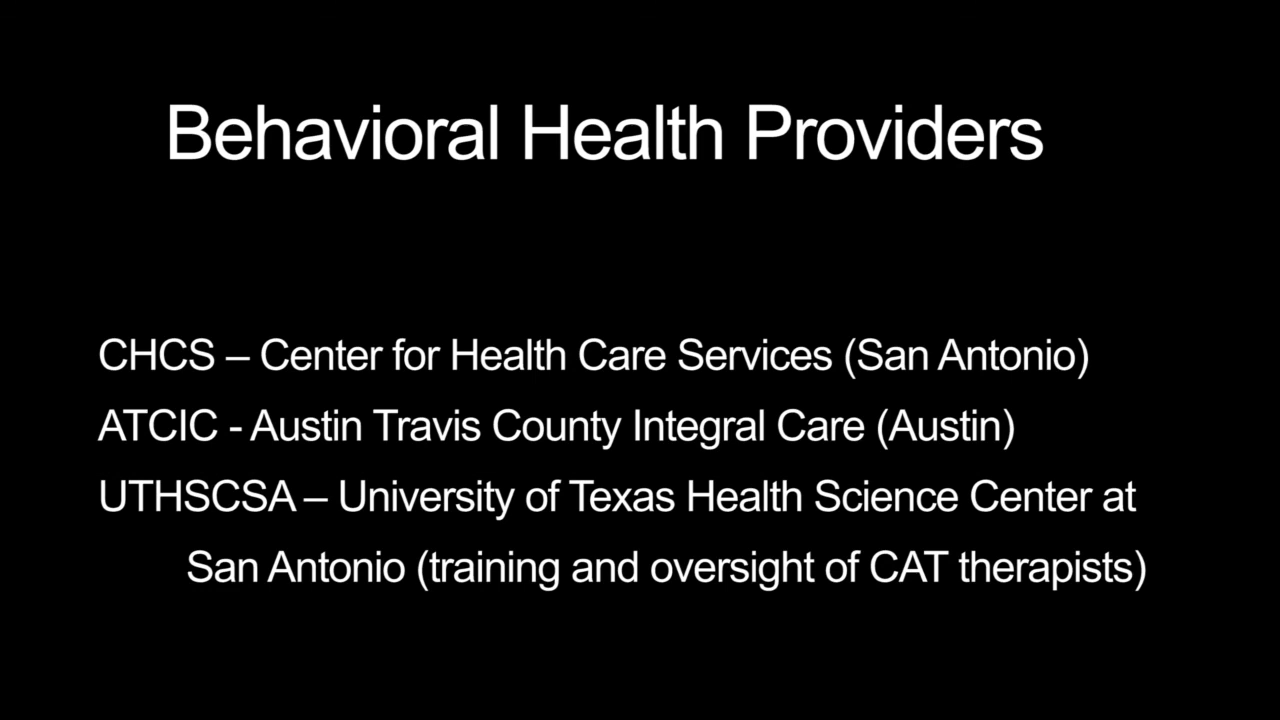 Behavioral Health Providers
CHCS – Center for Health Care Services (San Antonio)
ATCIC - Austin Travis County Integral Care (Austin)
UTHSCSA – University of Texas Health Science Center at
San Antonio (training and oversight of CAT therapists)